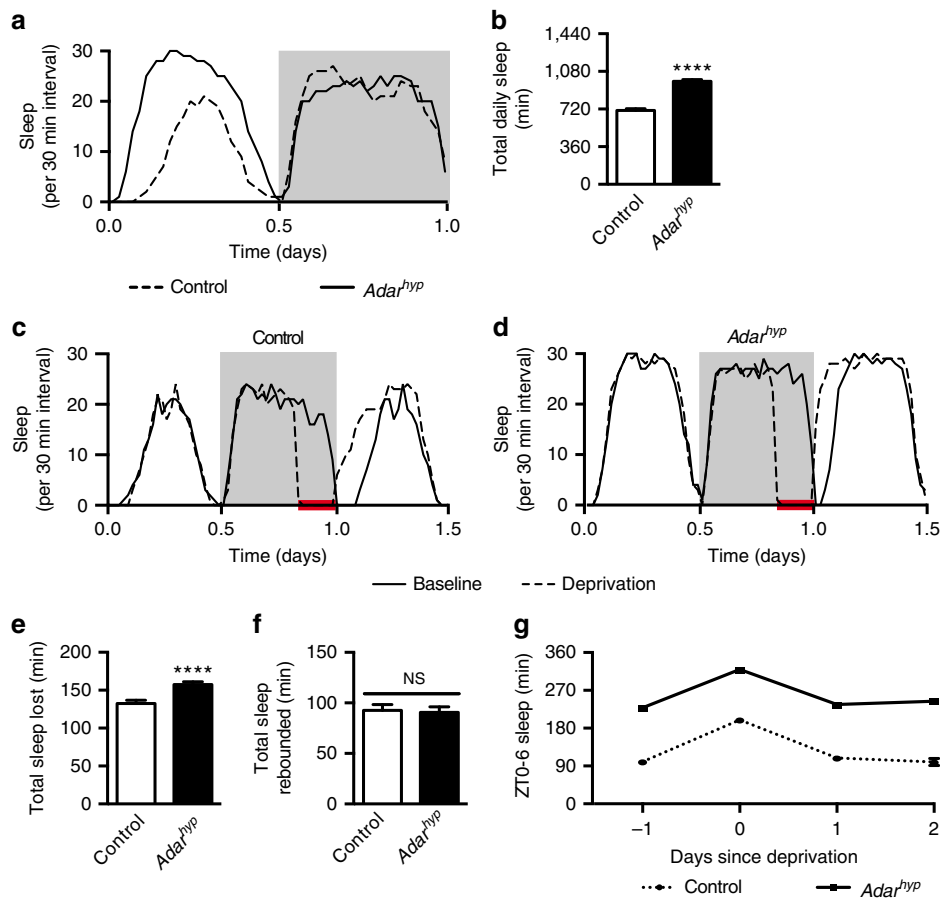 a
30
20
10
0
Sleep
(per 30 min interval)
0.0
0.5
1.0
Time (days)
Control
Adar^hyp
b
1,440
1,080
720
360
0
Total daily sleep
(min)
****
Control
Adar^hyp
c
Control
30
20
10
0
Sleep
(per 30 min interval)
0.0
0.5
1.0
1.5
Time (days)
d
Adar^hyp
30
20
10
0
Sleep
(per 30 min interval)
0.0
0.5
1.0
1.5
Time (days)
Baseline
Deprivation
e
200
150
100
50
0
Total sleep lost (min)
****
Control
Adar^hyp
f
150
100
50
0
Total sleep
rebounded (min)
NS
Control
Adar^hyp
g
360
270
180
90
0
ZT0-6 sleep (min)
–1
0
1
2
Days since deprivation
Control
Adar^hyp